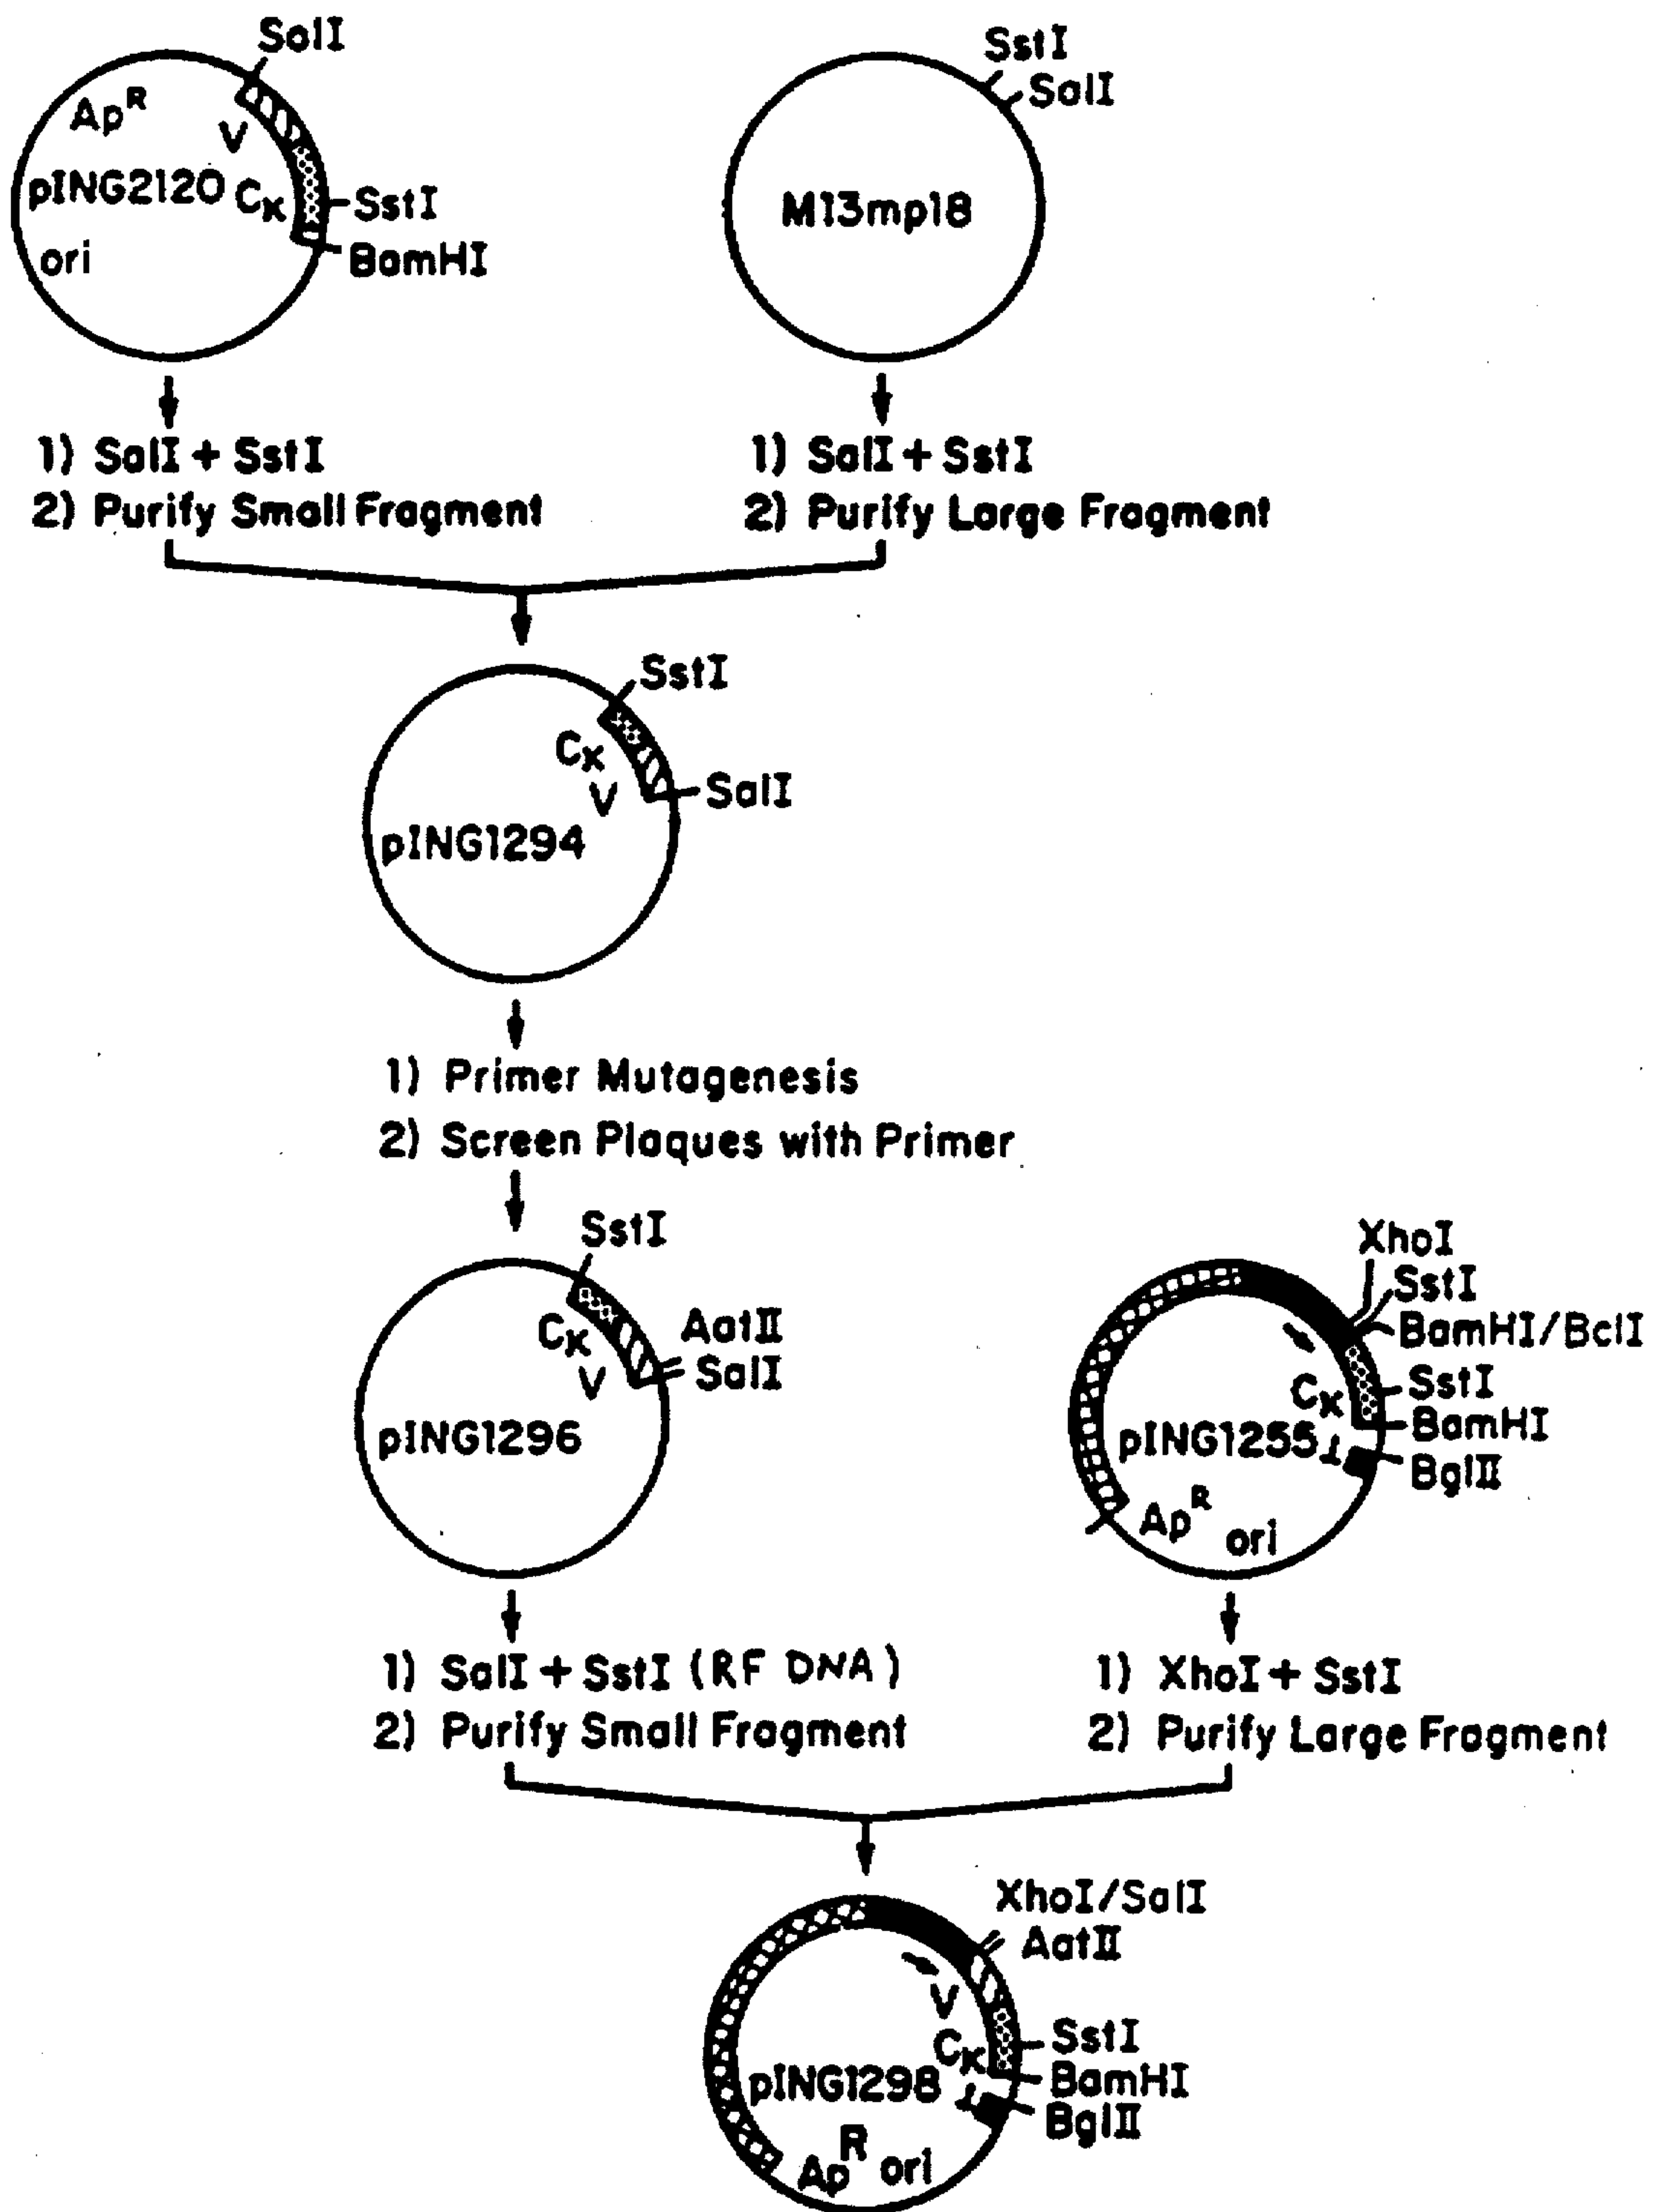 SalI
Ap^R
V
pING2120
Cκ
SstI
ori
BamHI
SstI
SalI
M13mp18
1) SalI + SstI
2) Purify Small Fragment
1) SalI + SstI
2) Purify Large Fragment
SstI
Cκ
V
SalI
pING1294
1) Primer Mutagenesis
2) Screen Plaques with Primer
SstI
Cκ
AatII
V
SalI
pING1296
XhoI
SstI
BamHI/BclI
Cκ
SstI
pING1255
BamHI
BglII
Ap^R
ori
1) SalI + SstI (RF DNA)
2) Purify Small Fragment
1) XhoI + SstI
2) Purify Large Fragment
XhoI/SalI
AatII
V
Cκ
SstI
pING1298
BamHI
BglII
Ap^R
ori